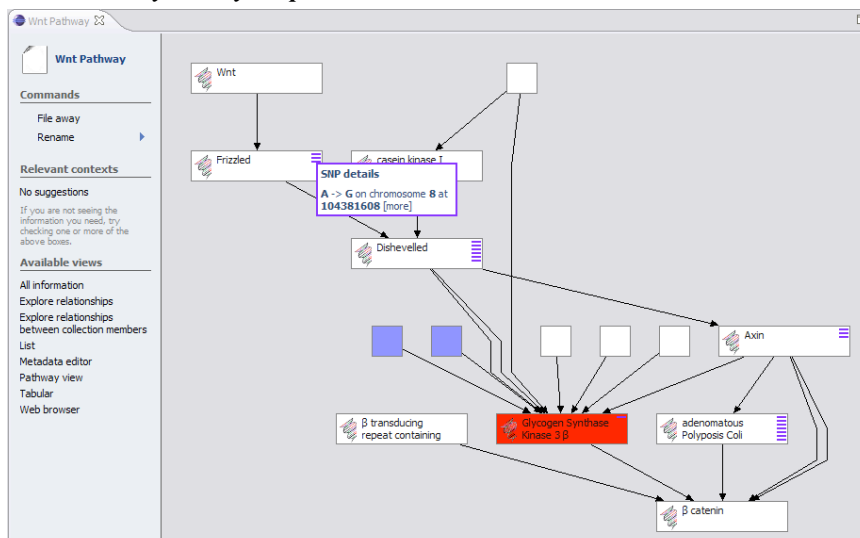 Wnt Pathway
Wnt Pathway
Commands
File away
Rename
Relevant contexts
No suggestions
If you are not seeing the
information you need, try
checking one or more of the
above boxes.
Available views
All information
Explore relationships
Explore relationships
between collection members
List
Metadata editor
Pathway view
Tabular
Web browser
Wnt
Frizzled
casein kinase I
SNP details
A -> G on chromosome 8 at
104381608 [more]
Dishevelled
Axin
β transducing
repeat containing
Glycogen Synthase
Kinase 3 β
adenomatous
Polyposis Coli
β catenin